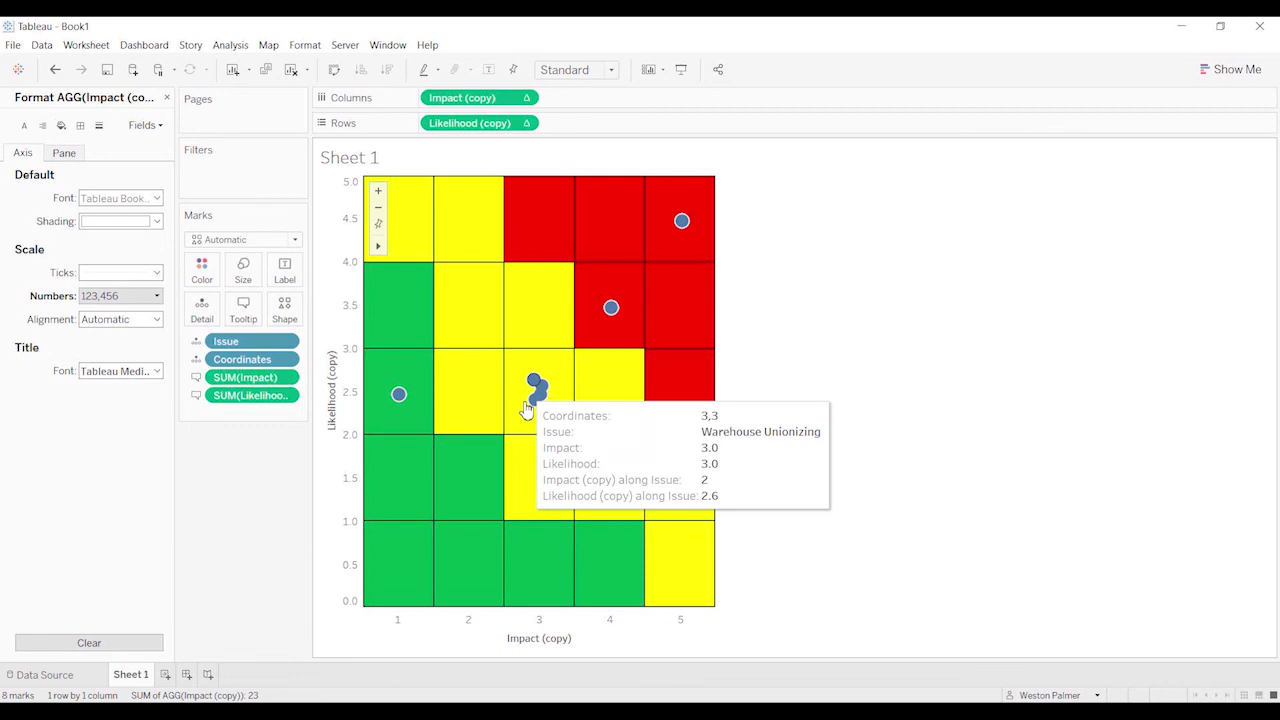 Tableau - Book1
File Data Worksheet Dashboard Story Analysis Map Format Server Window Help
Standard
Show Me
Format AGG(Impact (co...
Fields
Axis Pane
Default
Font: Tableau Book...
Shading:
Scale
Ticks:
Numbers: 123,456
Alignment: Automatic
Title
Font: Tableau Medi...
Clear
Pages
Filters
Marks
Automatic
Color Size Label
Detail Tooltip Shape
Issue
Coordinates
SUM(Impact)
SUM(Likelihoo..
Columns Impact (copy)
Rows Likelihood (copy)
Sheet 1
5.0
4.5
4.0
3.5
3.0
2.5
2.0
1.5
1.0
0.5
0.0
Likelihood (copy)
1 2 3 4 5
Impact (copy)
Coordinates: 3,3
Issue: Warehouse Unionizing
Impact: 3.0
Likelihood: 3.0
Impact (copy) along Issue: 2
Likelihood (copy) along Issue: 2.6
Data Source Sheet 1
8 marks 1 row by 1 column SUM of AGG(Impact (copy)): 23
Weston Palmer